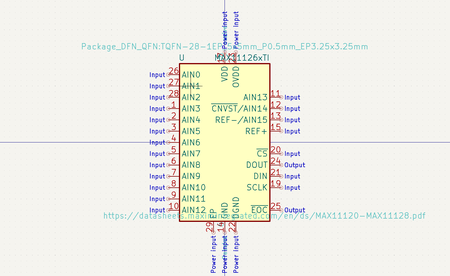 Power Input
Power Input
Package_DFN_QFN:TQFN-28-1EP_5x5mm_P0.5mm_EP3.25x3.25mm
U
MAX11126xTI
VDD
OVDD
Input 26 AIN0
Input 27 AIN1
Input 28 AIN2
AIN13 11 Input
Input 1 AIN3
CNVST/AIN14 12 Input
Input 2 AIN4
REF-/AIN15 13 Input
Input 3 AIN5
REF+ 15 Input
Input 4 AIN6
Input 5 AIN7
CS 20 Input
Input 6 AIN8
DOUT 24 Output
Input 7 AIN9
DIN 21 Input
Input 8 AIN10
SCLK 19 Input
Input 9 AIN11
Input 10 AIN12
EOC 25 Output
EP
GND
DGND
https://datasheets.maximintegrated.com/en/ds/MAX11120-MAX11128.pdf
29
14
22
Power Input
Power Input
Power Input